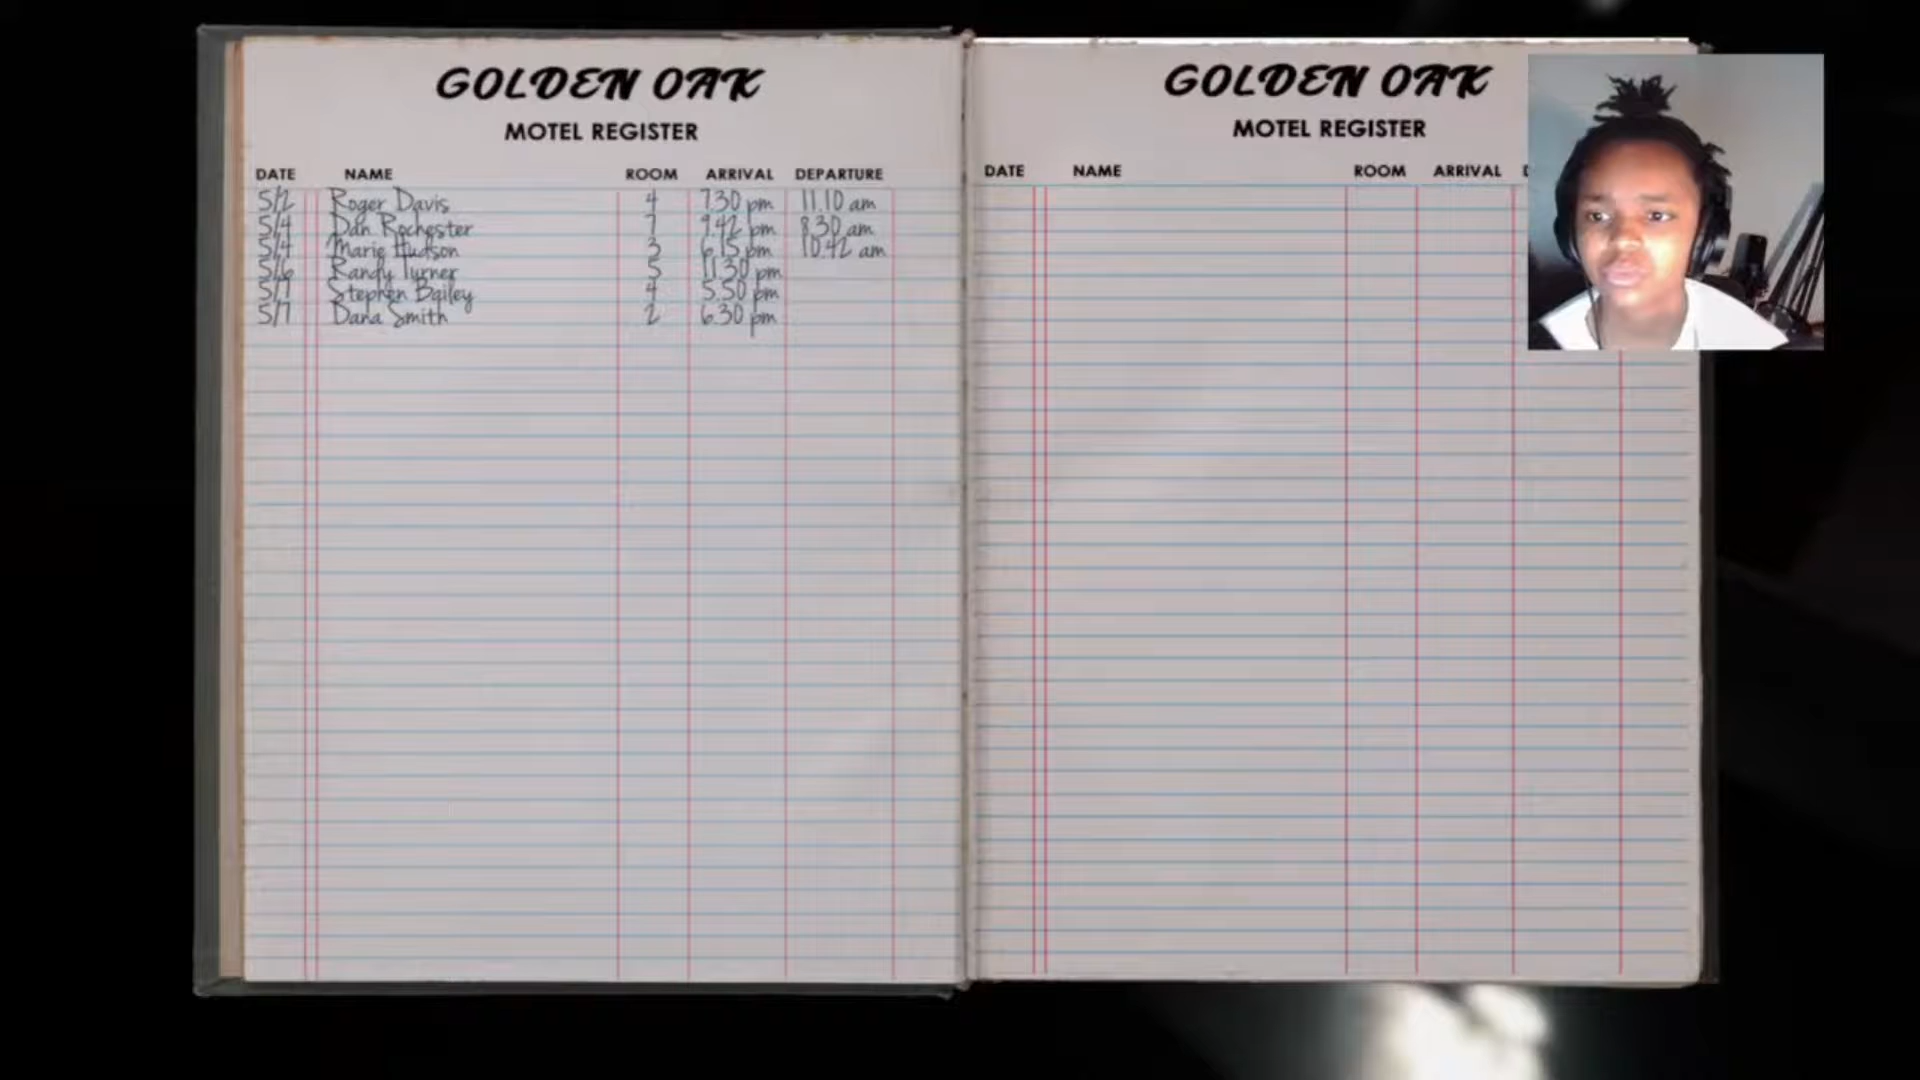 GOLDEN OAK
MOTEL REGISTER
DATE NAME ROOM ARRIVAL DEPARTURE
5/2 Roger Davis 4 7.30 pm 11.10 am
5/4 Dan Rochester 7 9.42 pm 8.30 am
5/4 Marie Hudson 3 6.15 pm 10.42 am
5/6 Randy Turner 5 11.30 pm
5/7 Stephen Bailey 4 5.50 pm
5/7 Dana Smith 2 6.30 pm
GOLDEN OAK
MOTEL REGISTER
DATE NAME ROOM ARRIVAL